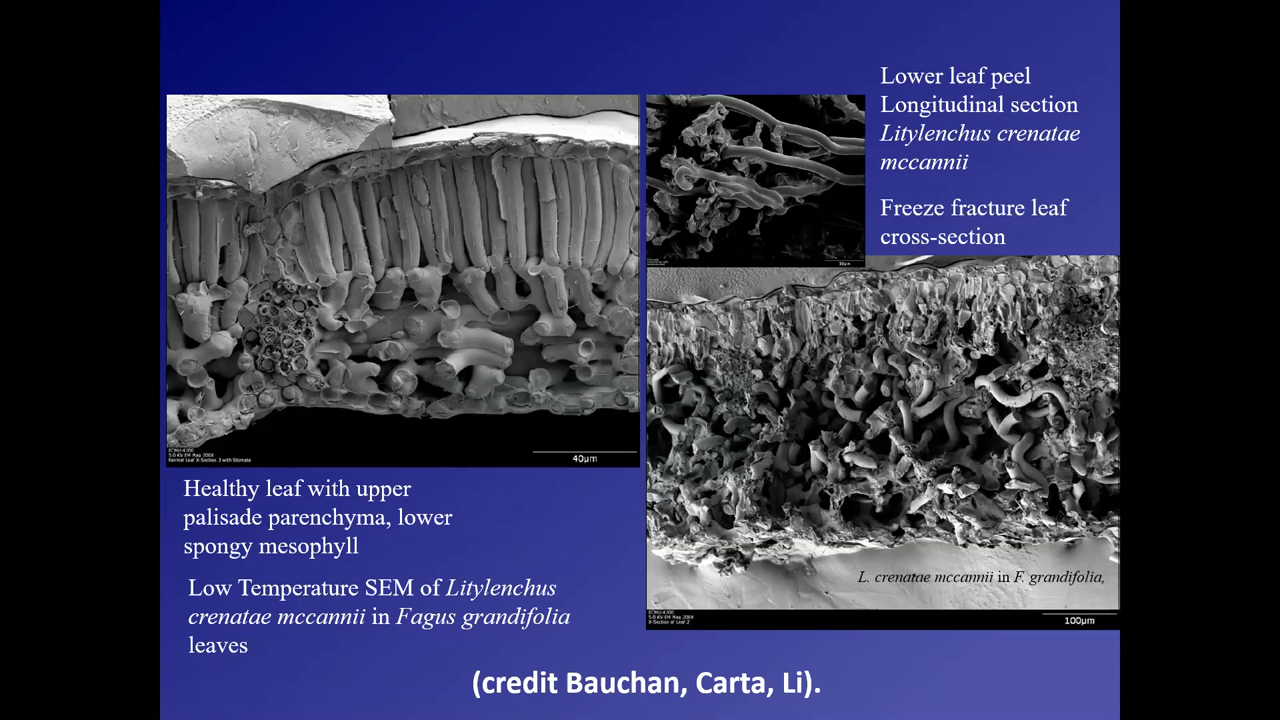 Lower leaf peel
Longitudinal section
Litylenchus crenatae
mccannii
Freeze fracture leaf
cross-section
40µm
Healthy leaf with upper
palisade parenchyma, lower
spongy mesophyll
Low Temperature SEM of Litylenchus
crenatae mccannii in Fagus grandifolia
leaves
L. crenatae mccannii in F. grandifolia,
100µm
(credit Bauchan, Carta, Li).